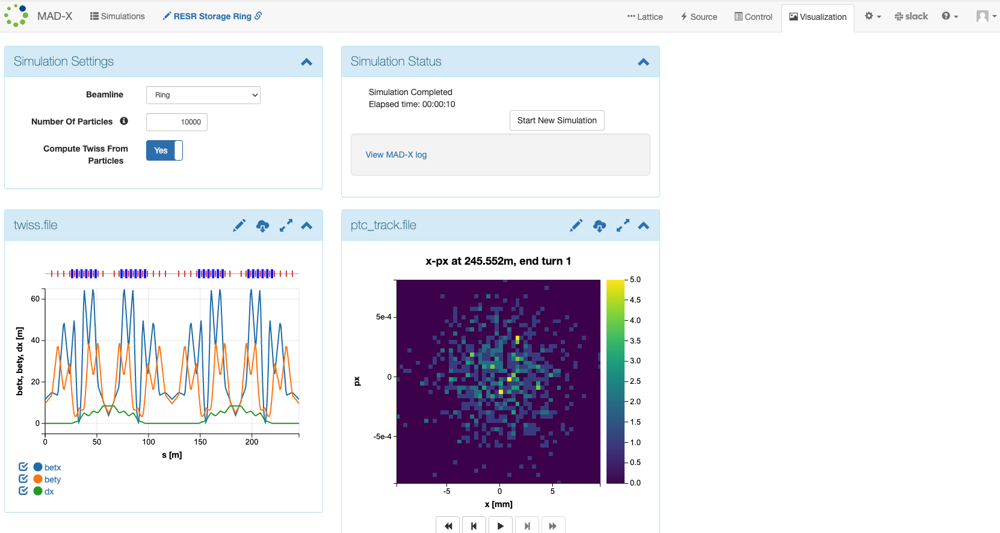 MAD-X Simulations RESR Storage Ring Lattice Source Control Visualization slack
Simulation Settings
Beamline Ring
Number Of Particles 10000
Compute Twiss From Yes
Particles
Simulation Status
Simulation Completed
Elapsed time: 00:00:10
Start New Simulation
View MAD-X log
twiss.file
betx, bety, dx [m]
60
40
20
0
0 50 100 150 200
s [m]
betx
bety
dx
ptc_track.file
x-px at 245.552m, end turn 1
px
5e-4
0
-5e-4
-5 0 5
x [mm]
5.0
4.5
4.0
3.5
3.0
2.5
2.0
1.5
1.0
0.5
0.0